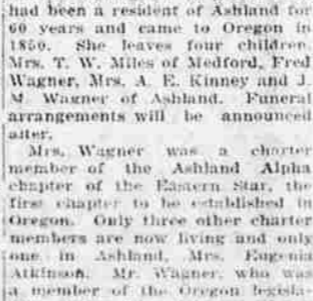 had been a resident of Ashland for
60 years and came to Oregon in
1850. She leaves four children,
Mrs. T. W. Miles of Medford, Fred
Wagner, Mrs. A. E. Kinney and J.
M. Wagner of Ashland. Funeral
arrangements will be announced
later.
Mrs. Wagner was a charter
member of the Ashland Alpha
chapter of the Eastern Star, the
first chapter to be established in
Oregon. Only three other charter
members are now living and only
one in Ashland, Mrs. Eugenia
Atkinson. Mr. Wagner, who was
a member of the Oregon legisla-